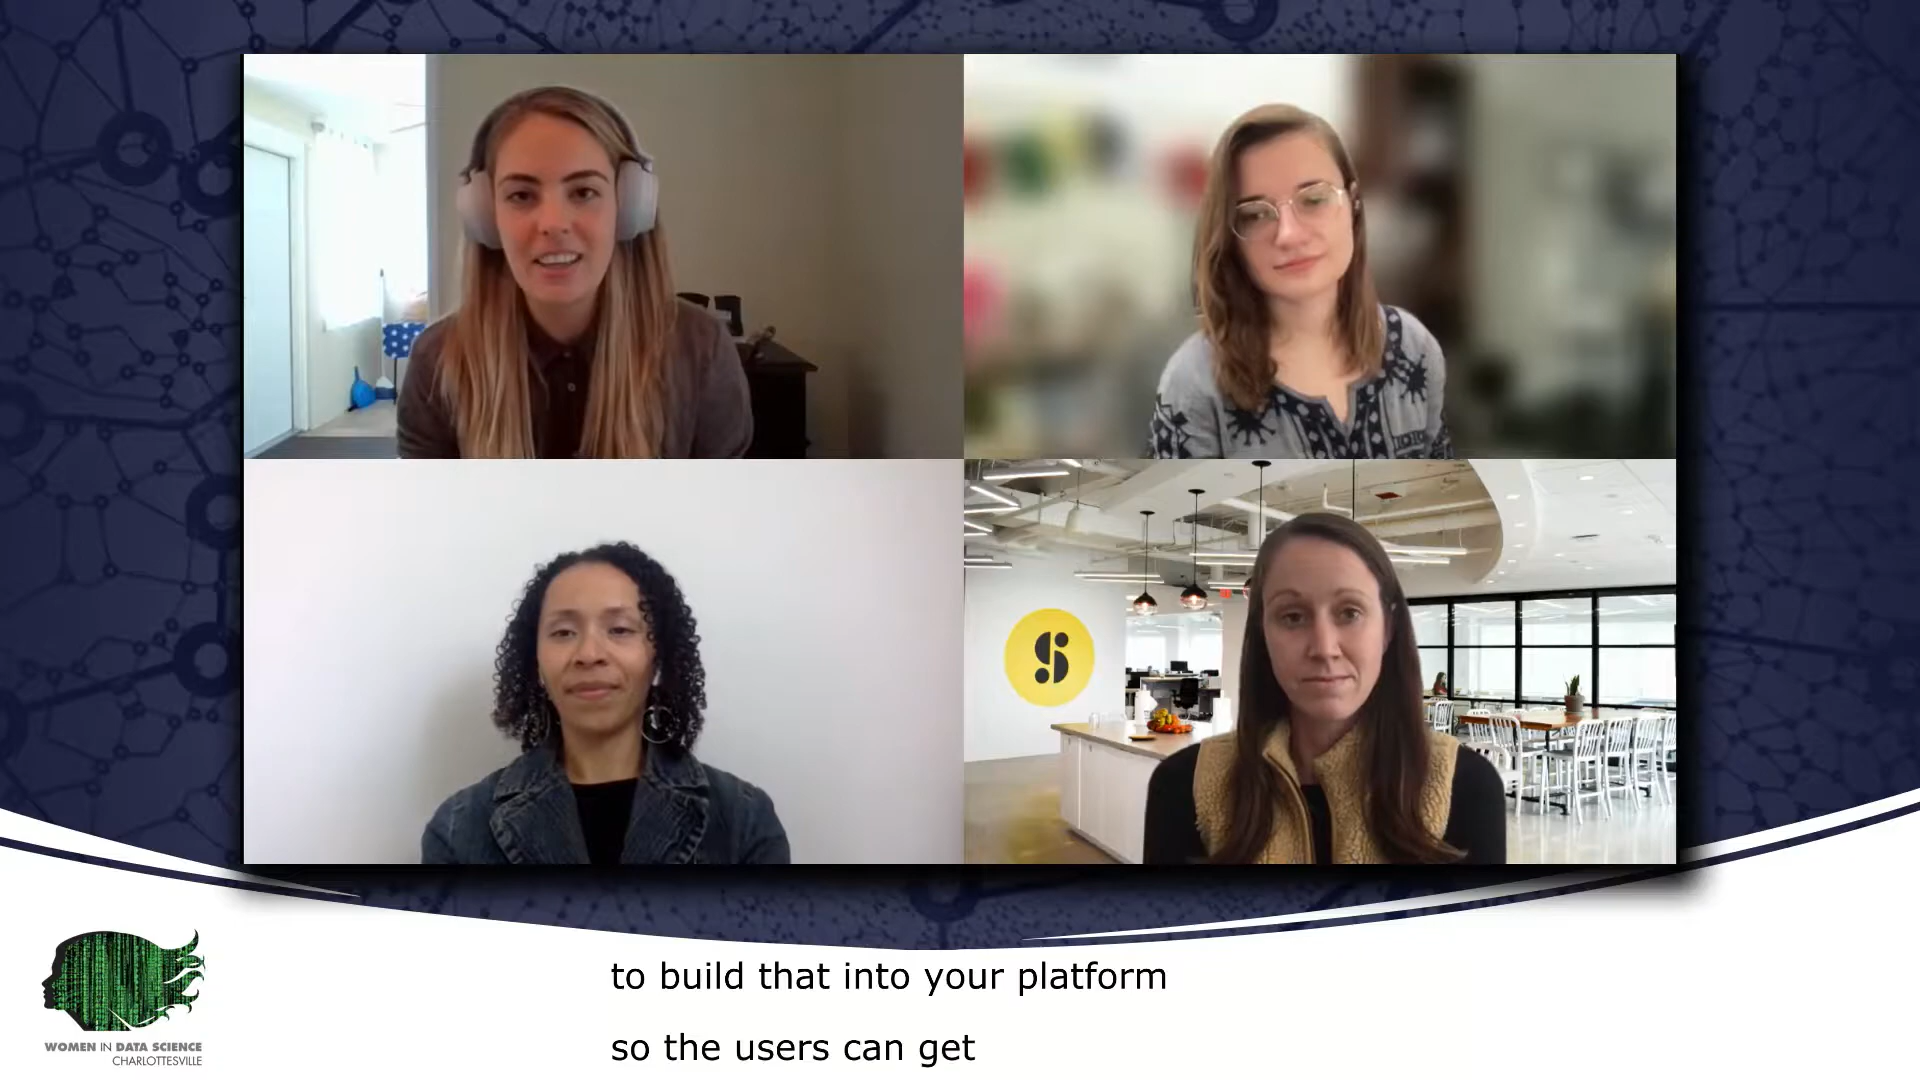 WOMEN IN DATA SCIENCE
CHARLOTTESVILLE
to build that into your platform
so the users can get